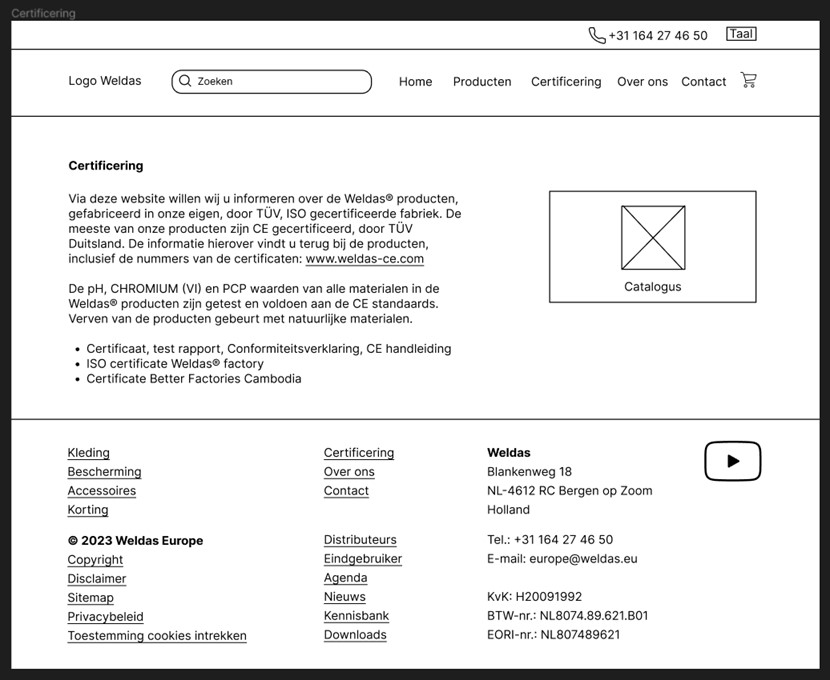 Certificering
+31 164 27 46 50 Taal
Logo Weldas Zoeken Home Producten Certificering Over ons Contact
Certificering
Via deze website willen wij u informeren over de Weldas® producten,
gefabriceerd in onze eigen, door TÜV, ISO gecertificeerde fabriek. De
meeste van onze producten zijn CE gecertificeerd, door TÜV
Duitsland. De informatie hierover vindt u terug bij de producten,
inclusief de nummers van de certificaten: www.weldas-ce.com
De pH, CHROMIUM (VI) en PCP waarden van alle materialen in de
Weldas® producten zijn getest en voldoen aan de CE standaards.
Verven van de producten gebeurt met natuurlijke materialen.
• Certificaat, test rapport, Conformiteitsverklaring, CE handleiding
• ISO certificate Weldas® factory
• Certificate Better Factories Cambodia
Catalogus
Kleding
Bescherming
Accessoires
Korting
© 2023 Weldas Europe
Copyright
Disclaimer
Sitemap
Privacybeleid
Toestemming cookies intrekken
Certificering
Over ons
Contact
Distributeurs
Eindgebruiker
Agenda
Nieuws
Kennisbank
Downloads
Weldas
Blankenweg 18
NL-4612 RC Bergen op Zoom
Holland
Tel.: +31 164 27 46 50
E-mail: europe@weldas.eu
KvK: H20091992
BTW-nr.: NL8074.89.621.B01
EORI-nr.: NL807489621